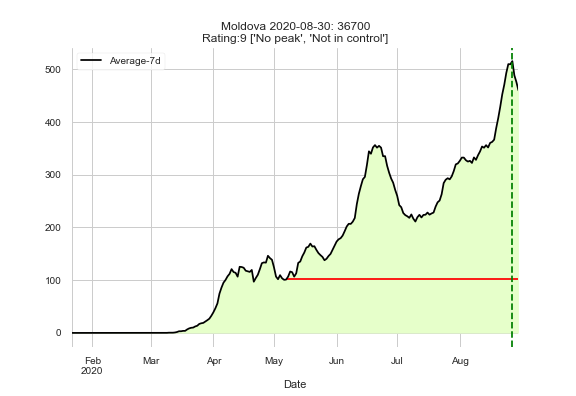 Moldova 2020-08-30: 36700
Rating:9 ['No peak', 'Not in control']
Average-7d
500
400
300
200
100
0
Feb
2020
Mar
Apr
May
Jun
Jul
Aug
Date